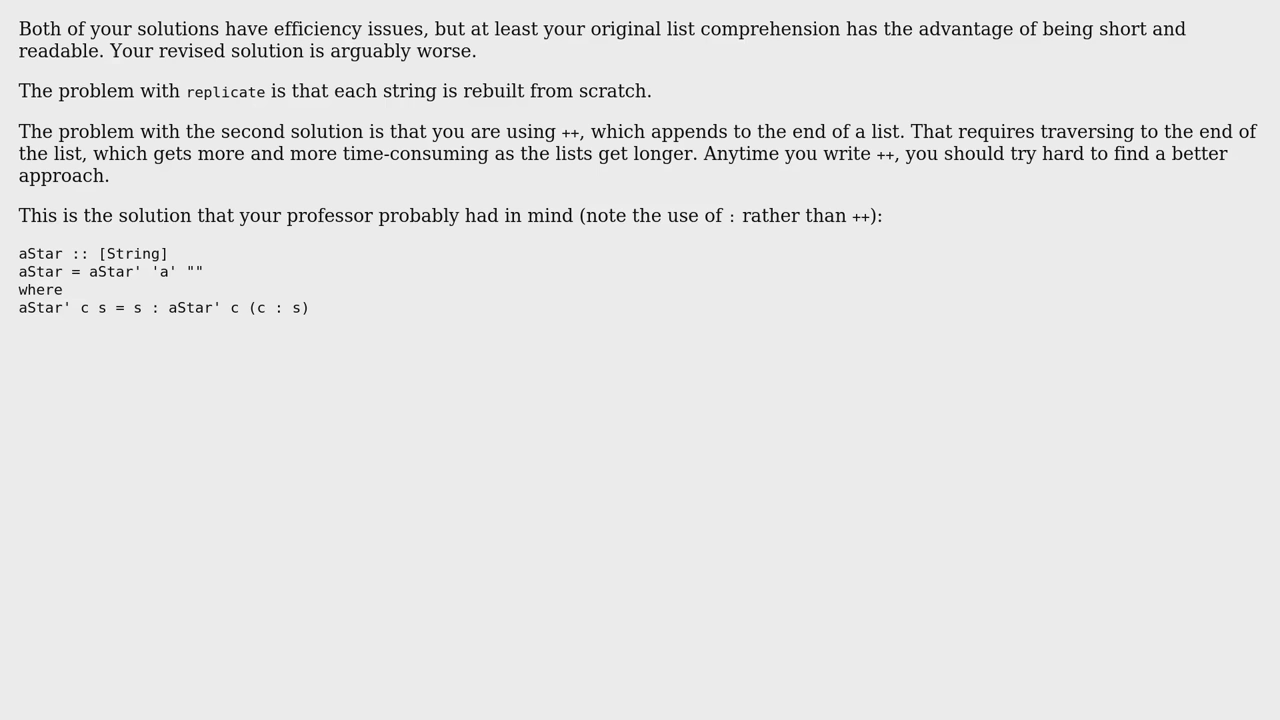 Both of your solutions have efficiency issues, but at least your original list comprehension has the advantage of being short and
readable. Your revised solution is arguably worse.
The problem with replicate is that each string is rebuilt from scratch.
The problem with the second solution is that you are using ++, which appends to the end of a list. That requires traversing to the end of
the list, which gets more and more time-consuming as the lists get longer. Anytime you write ++, you should try hard to find a better
approach.
This is the solution that your professor probably had in mind (note the use of : rather than ++):
aStar :: [String]
aStar = aStar' 'a' ""
where
aStar' c s = s : aStar' c (c : s)